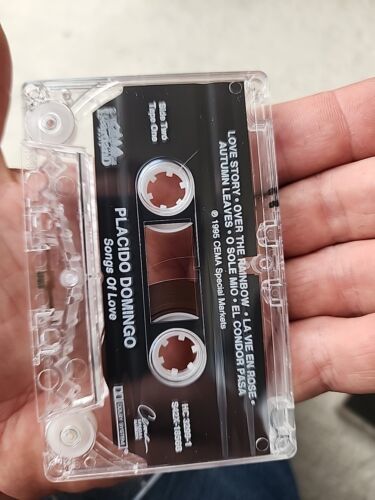 LOVE STORY • OVER THE RAINBOW • LA VIE EN ROSE •
AUTUMN LEAVES • O SOLE MIO • EL CONDOR PASA
℗ 1995 CEMA Special Markets
Side Two
Tape One
PLACIDO DOMINGO
Songs Of Love